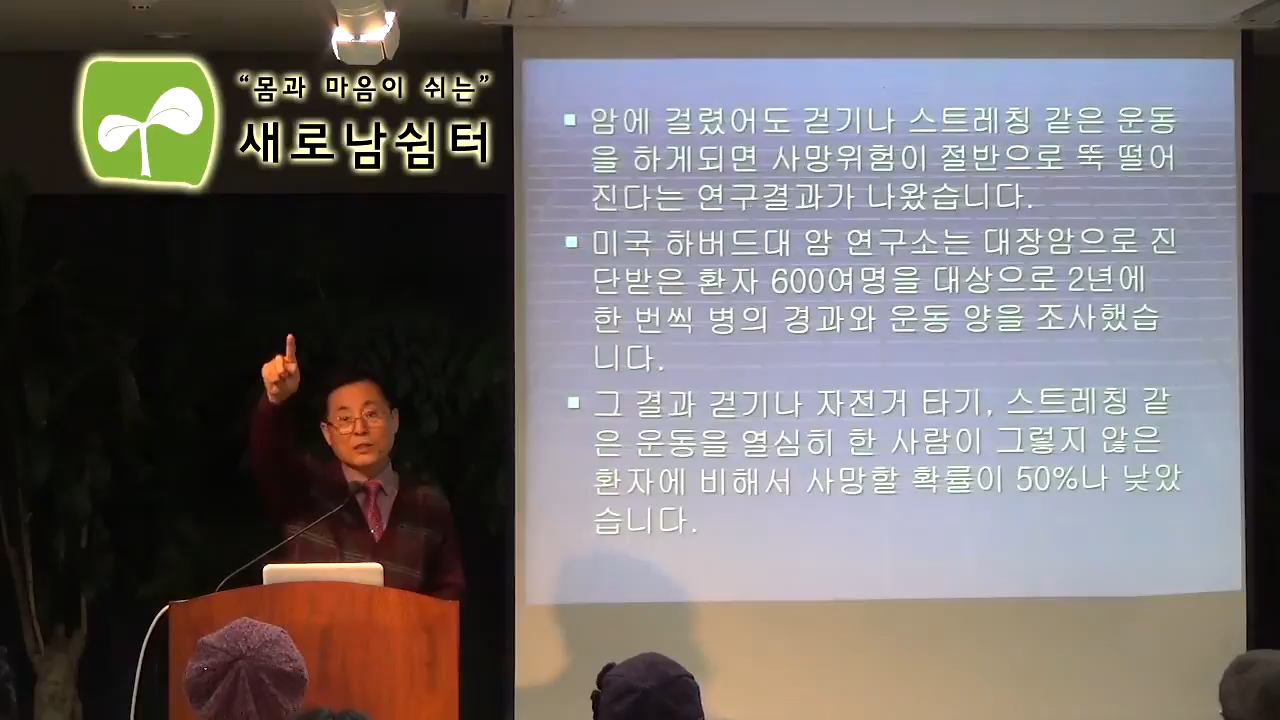 “몸과 마음이 쉬는”
새로남쉼터
▪ 암에 걸렸어도 걷기나 스트레칭 같은 운동
을 하게되면 사망위험이 절반으로 뚝 떨어
진다는 연구결과가 나왔습니다.
▪ 미국 하버드대 암 연구소는 대장암으로 진
단받은 환자 600여명을 대상으로 2년에
한 번씩 병의 경과와 운동 양을 조사했습
니다.
▪ 그 결과 걷기나 자전거 타기, 스트레칭 같
은 운동을 열심히 한 사람이 그렇지 않은
환자에 비해서 사망할 확률이 50%나 낮았
습니다.